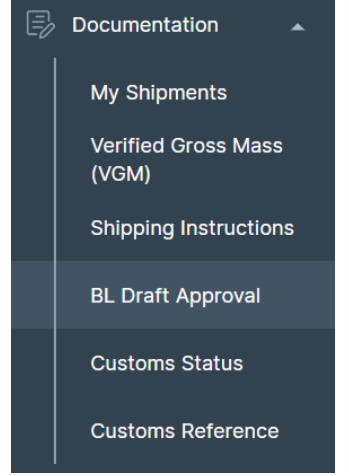 Documentation
My Shipments
Verified Gross Mass
(VGM)
Shipping Instructions
BL Draft Approval
Customs Status
Customs Reference